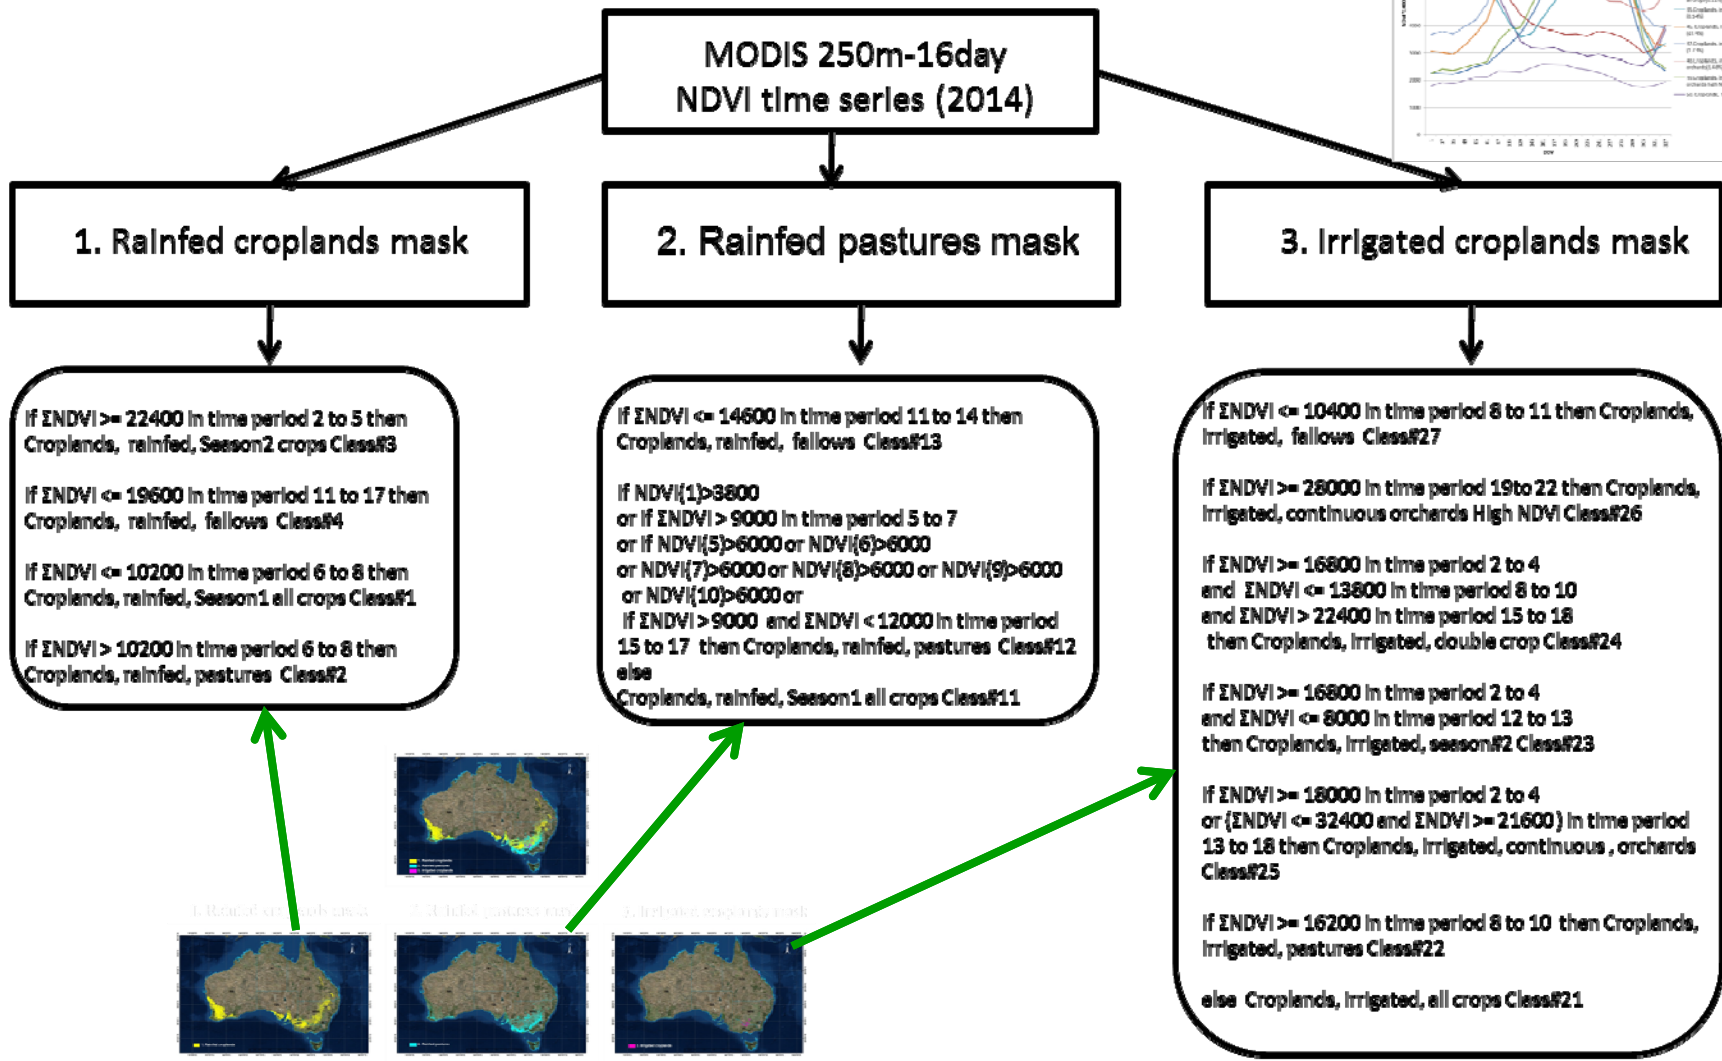 MODIS 250m-16day
NDVI time series (2014)
1. Rainfed croplands mask
2. Rainfed pastures mask
3. Irrigated croplands mask
if ΣNDVI >= 22400 in time period 2 to 5 then
Croplands, rainfed, Season2 crops Class#3
if ΣNDVI <= 19600 in time period 11 to 17 then
Croplands, rainfed, fallows Class#4
if ΣNDVI <= 10200 in time period 6 to 8 then
Croplands, rainfed, Season1 all crops Class#1
if ΣNDVI > 10200 in time period 6 to 8 then
Croplands, rainfed, pastures Class#2
if ΣNDVI <= 14600 in time period 11 to 14 then
Croplands, rainfed, fallows Class#13
if NDVI(1)>3800
or if ΣNDVI > 9000 in time period 5 to 7
or if NDVI(5)>6000 or NDVI(6)>6000
or NDVI(7)>6000 or NDVI(8)>6000 or NDVI(9)>6000
or NDVI(10)>6000 or
if ΣNDVI > 9000 and ΣNDVI < 12000 in time period
15 to 17 then Croplands, rainfed, pastures Class#12
else
Croplands, rainfed, Season1 all crops Class#11
if ΣNDVI <= 10400 in time period 8 to 11 then Croplands,
irrigated, fallows Class#27
if ΣNDVI >= 28000 in time period 19to 22 then Croplands,
irrigated, continuous orchards High NDVI Class#26
if ΣNDVI >= 16800 in time period 2 to 4
and ΣNDVI <= 13800 in time period 8 to 10
and ΣNDVI > 22400 in time period 15 to 18
then Croplands, irrigated, double crop Class#24
if ΣNDVI >= 16800 in time period 2 to 4
and ΣNDVI <= 8000 in time period 12 to 13
then Croplands, irrigated, season#2 Class#23
if ΣNDVI >= 18000 in time period 2 to 4
or (ΣNDVI <= 32400 and ΣNDVI >= 21600 ) in time period
13 to 18 then Croplands, irrigated, continuous , orchards
Class#25
if ΣNDVI >= 16200 in time period 8 to 10 then Croplands,
irrigated, pastures Class#22
else Croplands, irrigated, all crops Class#21
1. Rainfed croplands mask
2. Rainfed pastures mask